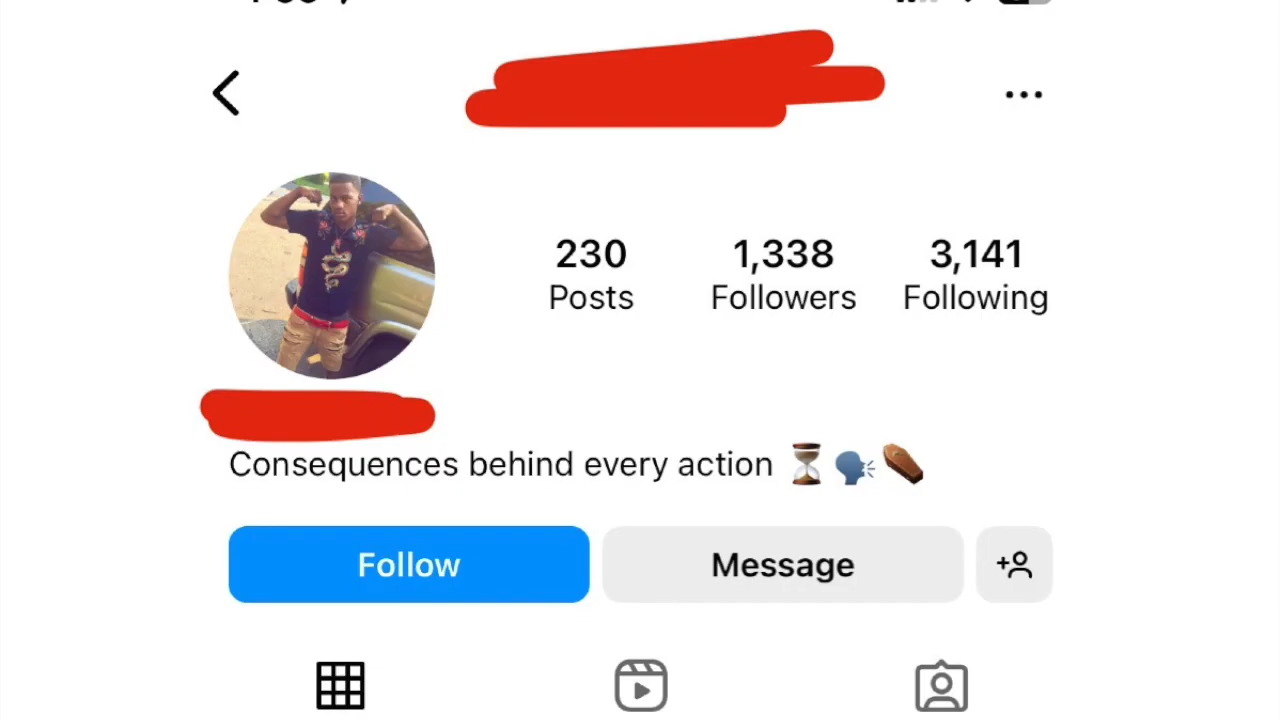 230 1,338 3,141
Posts Followers Following
Consequences behind every action ⏳🗣️⚰️
Follow Message